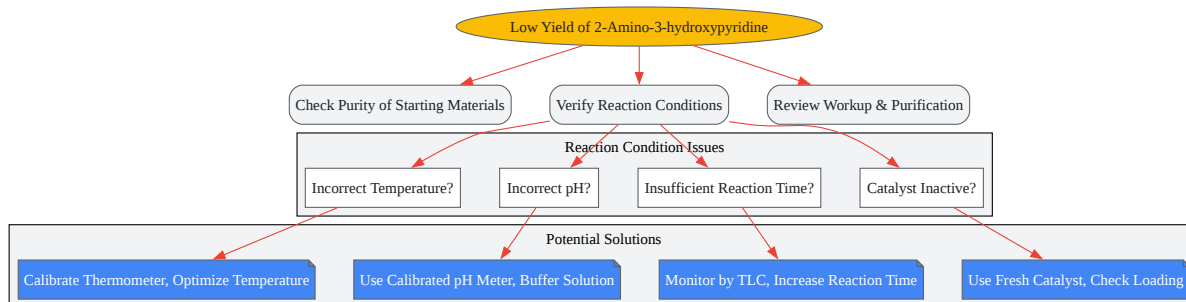 Low Yield of 2-Amino-3-hydroxypyridine
Check Purity of Starting Materials
Verify Reaction Conditions
Review Workup & Purification
Reaction Condition Issues
Incorrect Temperature?
Incorrect pH?
Insufficient Reaction Time?
Catalyst Inactive?
Potential Solutions
Calibrate Thermometer, Optimize Temperature
Use Calibrated pH Meter, Buffer Solution
Monitor by TLC, Increase Reaction Time
Use Fresh Catalyst, Check Loading